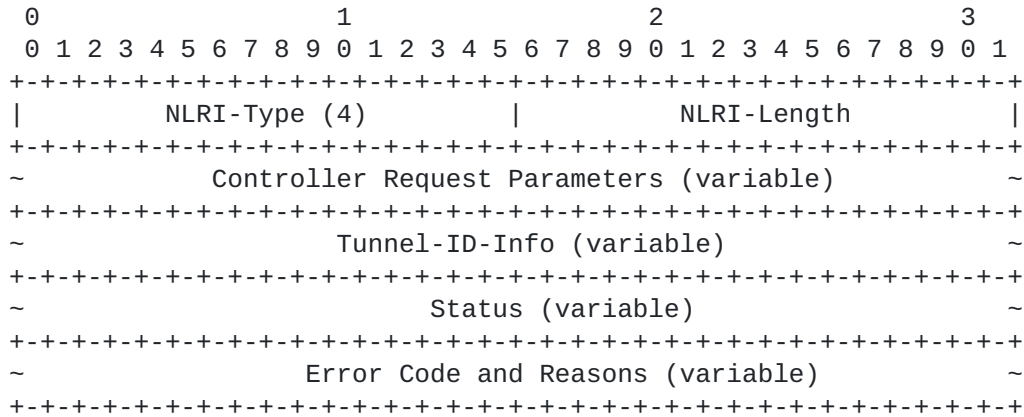 0                   1                   2                   3
 0 1 2 3 4 5 6 7 8 9 0 1 2 3 4 5 6 7 8 9 0 1 2 3 4 5 6 7 8 9 0 1
+-+-+-+-+-+-+-+-+-+-+-+-+-+-+-+-+-+-+-+-+-+-+-+-+-+-+-+-+-+-+-+-+
|         NLRI-Type (4)         |          NLRI-Length          |
+-+-+-+-+-+-+-+-+-+-+-+-+-+-+-+-+-+-+-+-+-+-+-+-+-+-+-+-+-+-+-+-+
~            Controller Request Parameters (variable)           ~
+-+-+-+-+-+-+-+-+-+-+-+-+-+-+-+-+-+-+-+-+-+-+-+-+-+-+-+-+-+-+-+-+
~                    Tunnel-ID-Info (variable)                  ~
+-+-+-+-+-+-+-+-+-+-+-+-+-+-+-+-+-+-+-+-+-+-+-+-+-+-+-+-+-+-+-+-+
~                          Status (variable)                    ~
+-+-+-+-+-+-+-+-+-+-+-+-+-+-+-+-+-+-+-+-+-+-+-+-+-+-+-+-+-+-+-+-+
~                  Error Code and Reasons (variable)            ~
+-+-+-+-+-+-+-+-+-+-+-+-+-+-+-+-+-+-+-+-+-+-+-+-+-+-+-+-+-+-+-+-+